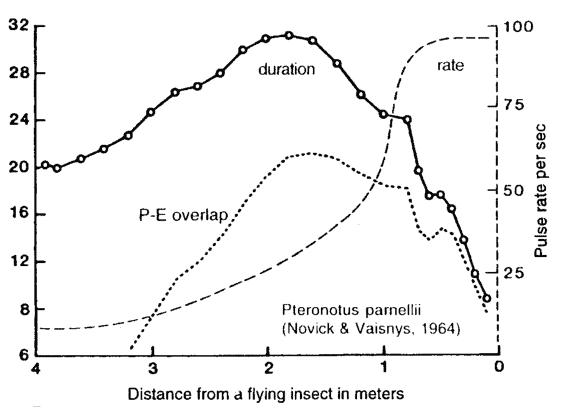 32
28
24
20
16
12
8
6
100
75
50
25
duration
rate
P-E overlap
Pulse rate per sec
Pteronotus parnellii
(Novick & Vaisnys, 1964)
4 3 2 1 0
Distance from a flying insect in meters